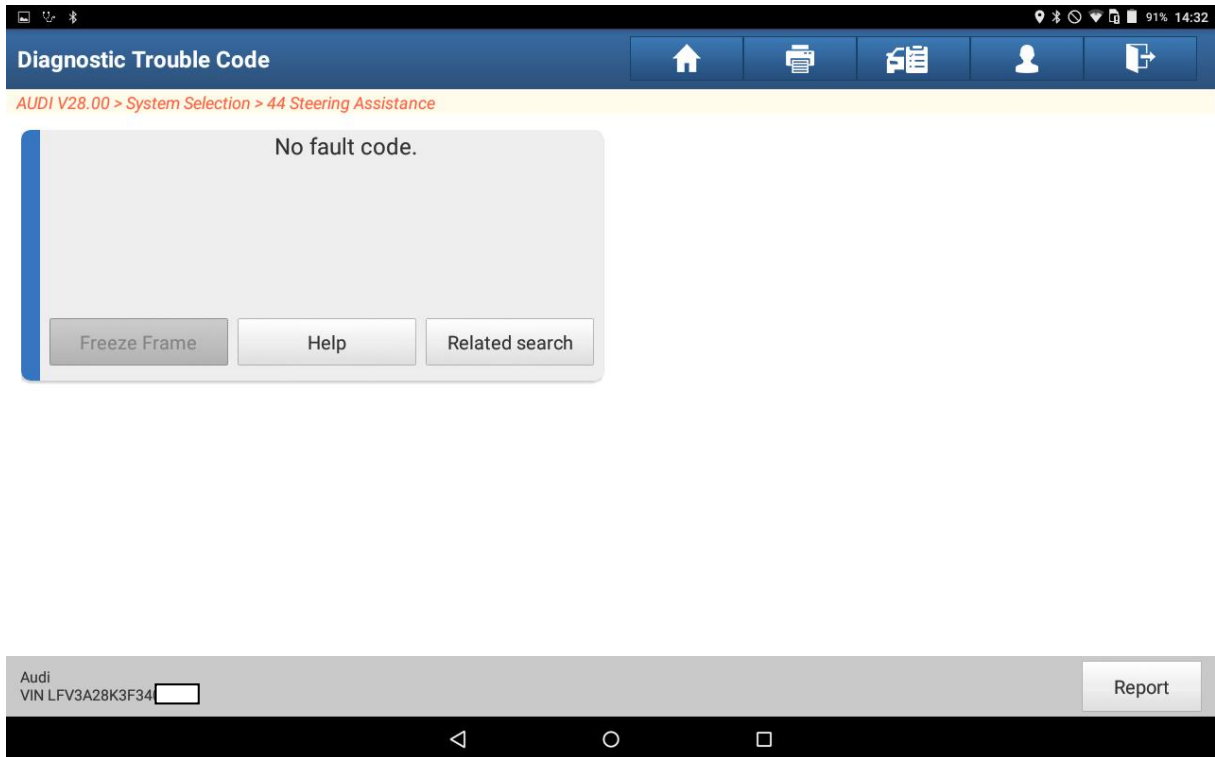 91% 14:32
Diagnostic Trouble Code
AUDI V28.00 > System Selection > 44 Steering Assistance
No fault code.
Freeze Frame
Help
Related search
Audi
VIN LFV3A28K3F34
Report